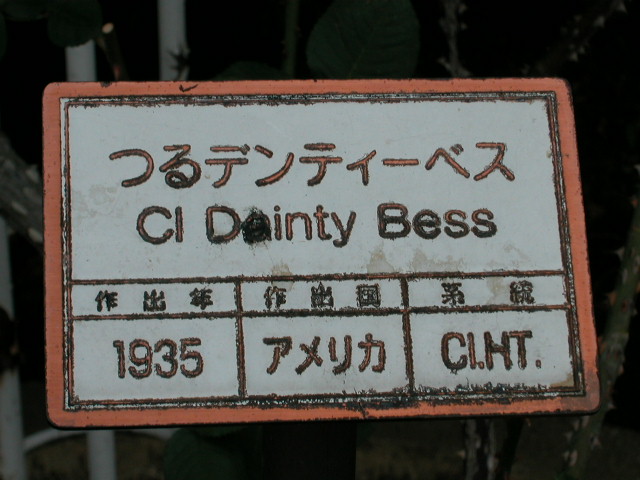 つるデンティーベス
Cl Dainty Bess
作出年 作出国 系統
1935 アメリカ Cl.HT.